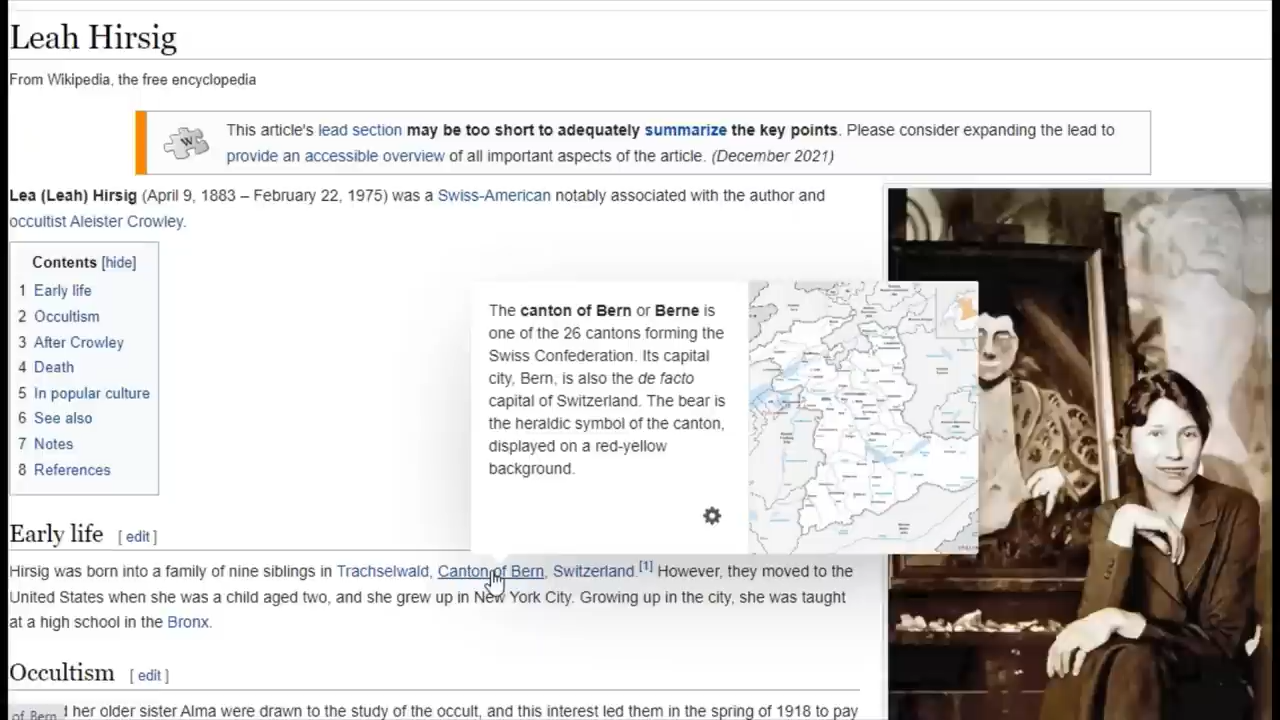 Leah Hirsig
From Wikipedia, the free encyclopedia
This article's lead section may be too short to adequately summarize the key points. Please consider expanding the lead to
provide an accessible overview of all important aspects of the article. (December 2021)
Lea (Leah) Hirsig (April 9, 1883 – February 22, 1975) was a Swiss-American notably associated with the author and
occultist Aleister Crowley.
Contents [hide]
1 Early life
2 Occultism
3 After Crowley
4 Death
5 In popular culture
6 See also
7 Notes
8 References
The canton of Bern or Berne is
one of the 26 cantons forming the
Swiss Confederation. Its capital
city, Bern, is also the de facto
capital of Switzerland. The bear is
the heraldic symbol of the canton,
displayed on a red-yellow
background.
Early life [ edit ]
Hirsig was born into a family of nine siblings in Trachselwald, Canton of Bern, Switzerland.[1] However, they moved to the
United States when she was a child aged two, and she grew up in New York City. Growing up in the city, she was taught
at a high school in the Bronx.
Occultism [ edit ]
her older sister Alma were drawn to the study of the occult, and this interest led them in the spring of 1918 to pay
of_Bern